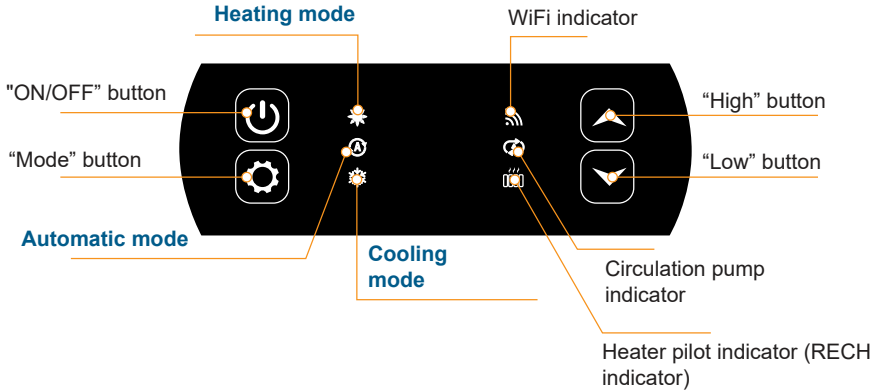 Heating mode
WiFi indicator
"ON/OFF” button
“High” button
“Mode” button
“Low” button
A
Automatic mode
Cooling
mode
Circulation pump
indicator
Heater pilot indicator (RECH
indicator)